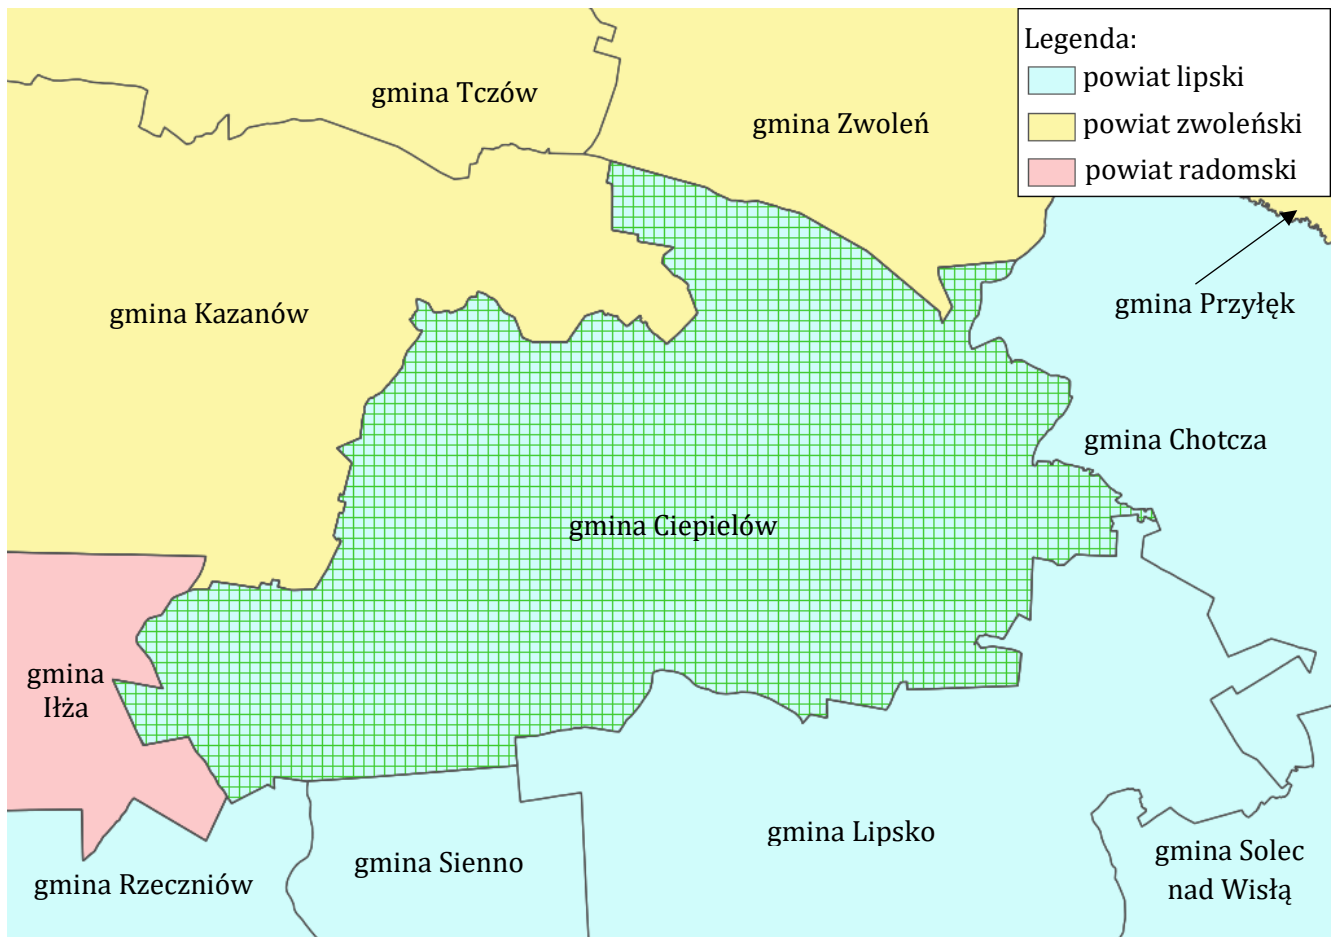 Legenda:
powiat lipski
powiat zwoleński
powiat radomski
gmina Tczów
gmina Zwoleń
gmina Kazanów
gmina Przyłęk
gmina Chotcza
gmina Ciepielów
gmina
Iłża
gmina Lipsko
gmina Sienno
gmina Rzeczniów
gmina Solec
nad Wisłą